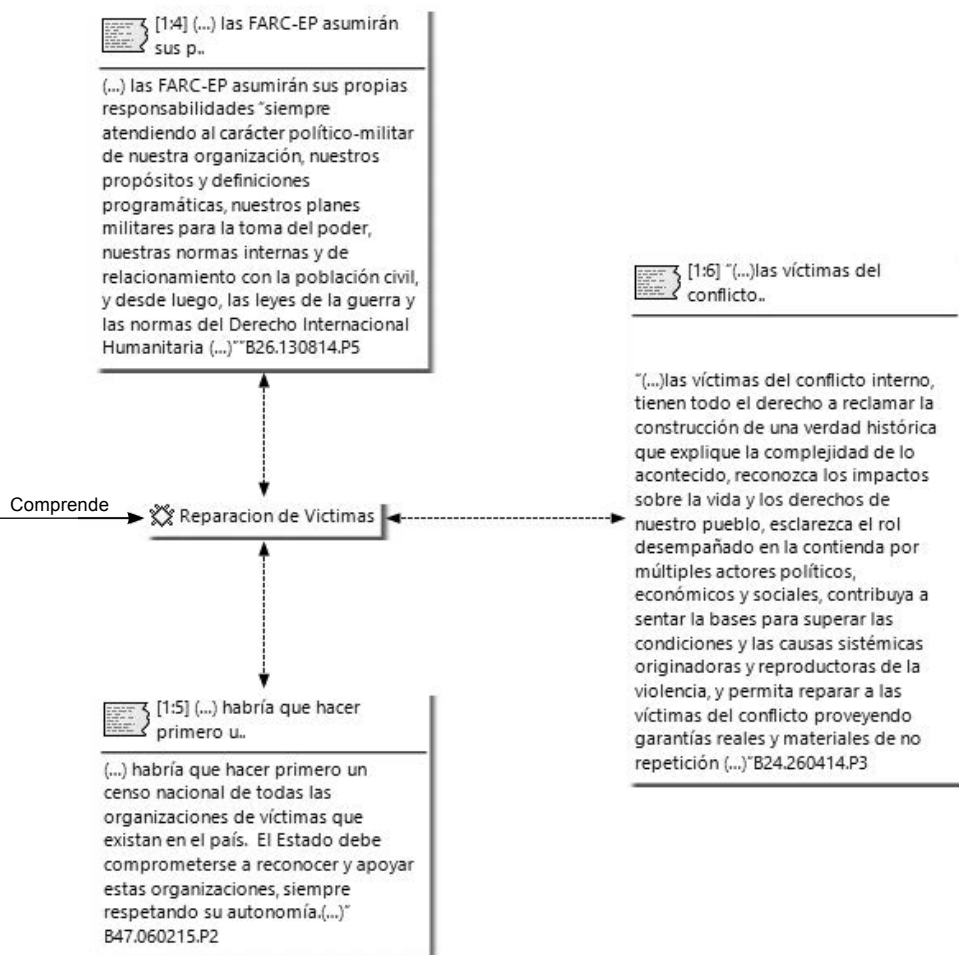 [1:4] (...) las FARC-EP asumirán
sus p..
(...) las FARC-EP asumirán sus propias
responsabilidades “siempre
atendiendo al carácter político-militar
de nuestra organización, nuestros
propósitos y definiciones
programáticas, nuestros planes
militares para la toma del poder,
nuestras normas internas y de
relacionamiento con la población civil,
y desde luego, las leyes de la guerra y
las normas del Derecho Internacional
Humanitaria (...)””B26.130814.P5
Comprende
Reparacion de Victimas
[1:5] (...) habría que hacer
primero u..
(...) habría que hacer primero un
censo nacional de todas las
organizaciones de víctimas que
existan en el país. El Estado debe
comprometerse a reconocer y apoyar
estas organizaciones, siempre
respetando su autonomía.(...)”
B47.060215.P2
[1:6] “(...)las víctimas del
conflicto..
“(...)las víctimas del conflicto interno,
tienen todo el derecho a reclamar la
construcción de una verdad histórica
que explique la complejidad de lo
acontecido, reconozca los impactos
sobre la vida y los derechos de
nuestro pueblo, esclarezca el rol
desempañado en la contienda por
múltiples actores políticos,
económicos y sociales, contribuya a
sentar la bases para superar las
condiciones y las causas sistémicas
originadoras y reproductoras de la
violencia, y permita reparar a las
víctimas del conflicto proveyendo
garantías reales y materiales de no
repetición (...)”B24.260414.P3